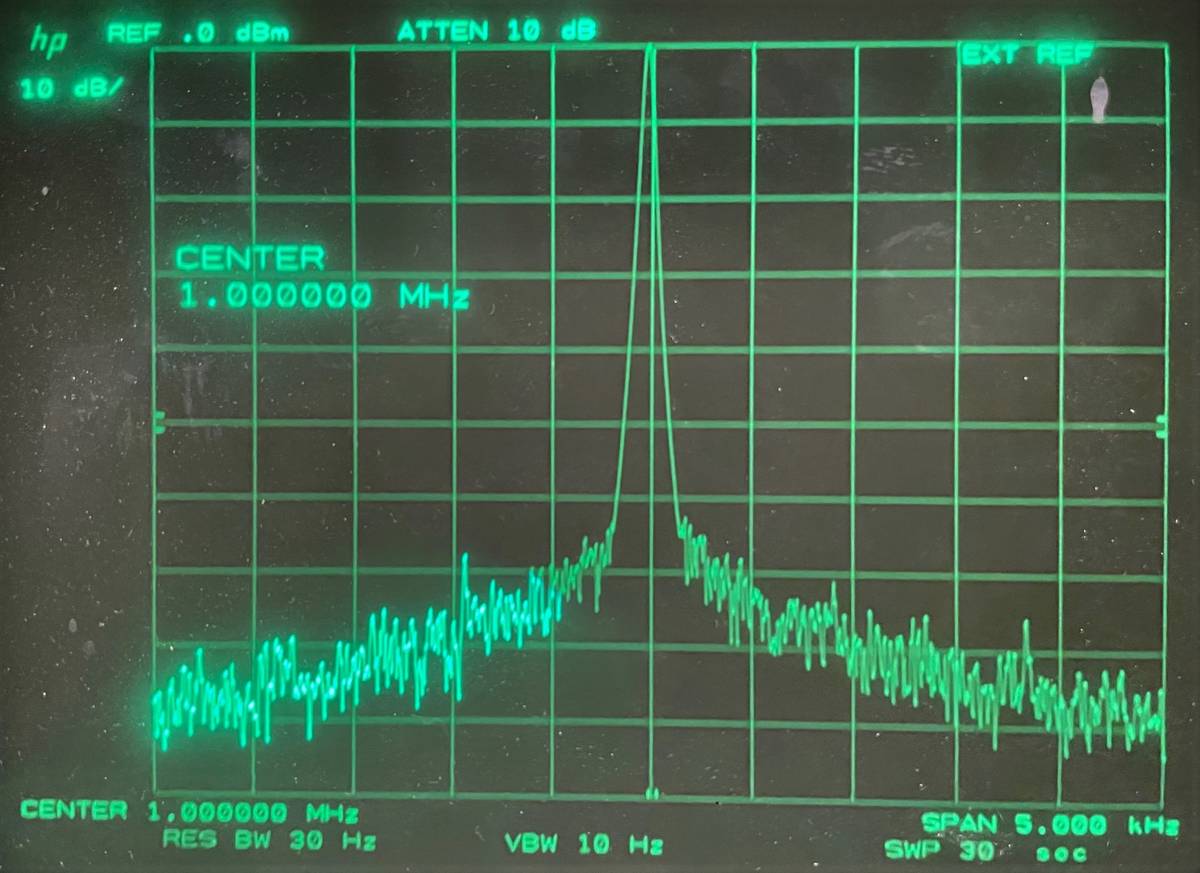 hp REF .0 dBm ATTEN 10 dB
EXT REF
10 dB/
CENTER
1.000000 MHz
CENTER 1.000000 MHz SPAN 5.000 kHz
RES BW 30 Hz VBW 10 Hz SWP 30 sec